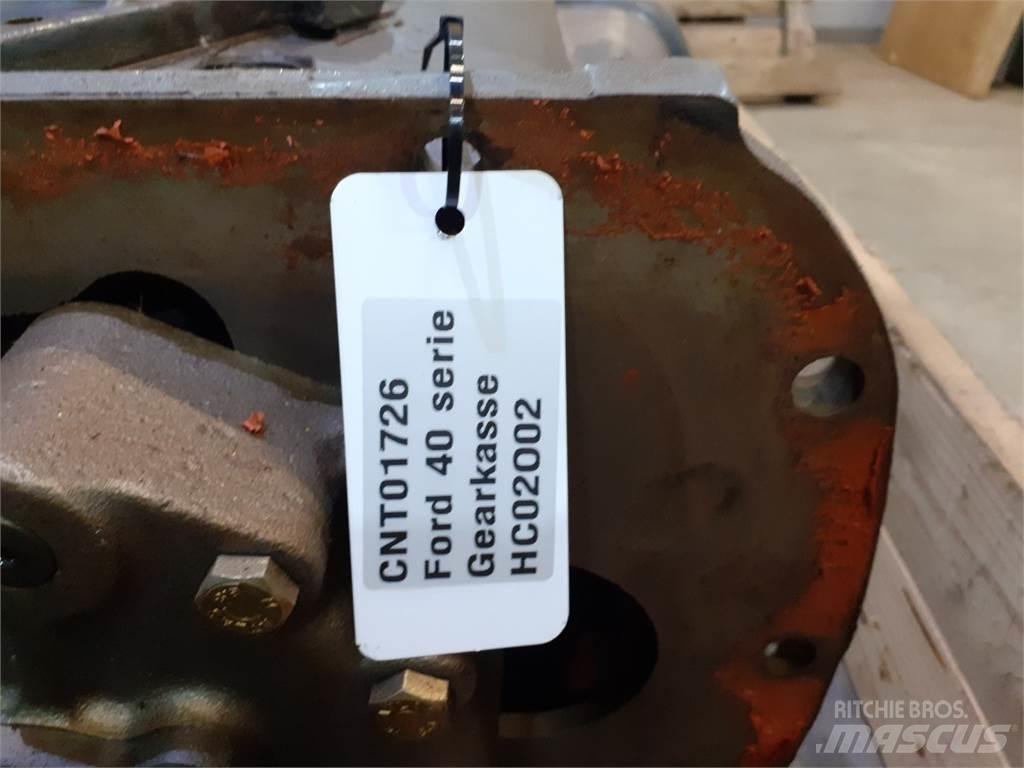 CNT01726
Ford 40 serie
Gearkasse
HC02002
RITCHIE BROS.
MASCUS